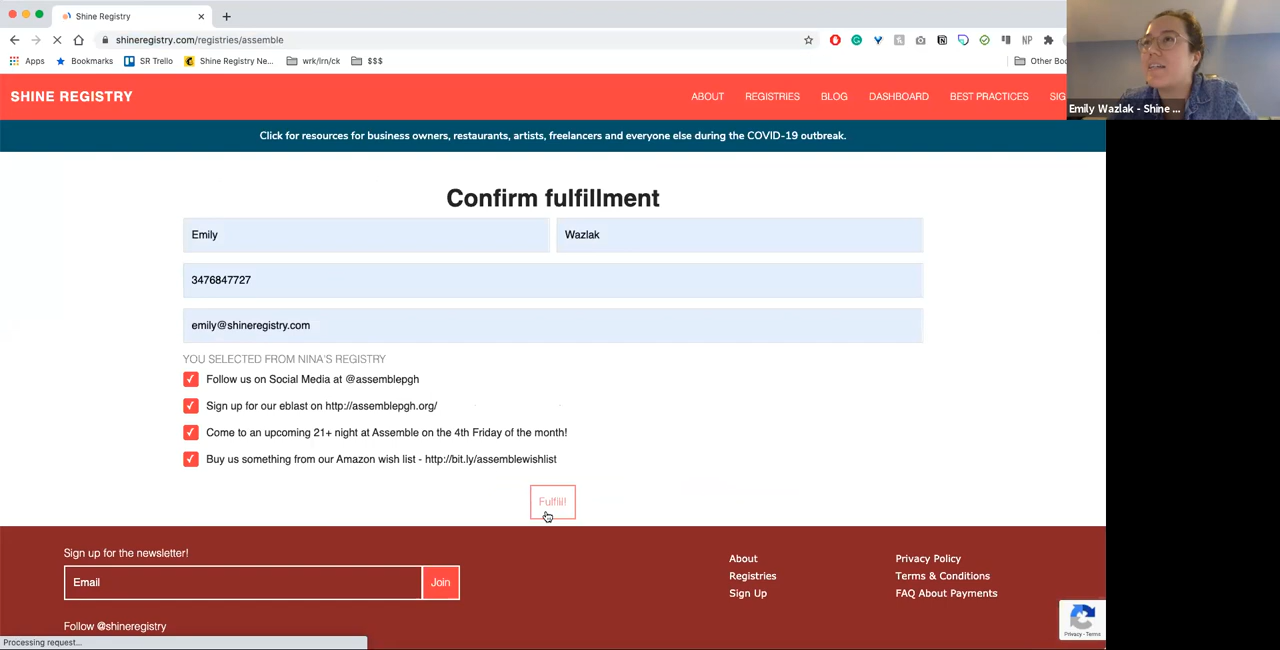 Shine Registry
shineregistry.com/registries/assemble
NP
Apps
Bookmarks
SR Trello
Shine Registry Ne...
wrk/lrn/ck
$$$
Other Boo
Emily Wazlak - Shine ...
SHINE REGISTRY
ABOUT
REGISTRIES
BLOG
DASHBOARD
BEST PRACTICES
SIG
Click for resources for business owners, restaurants, artists, freelancers and everyone else during the COVID-19 outbreak.
Confirm fulfillment
Emily
Wazlak
3476847727
emily@shineregistry.com
YOU SELECTED FROM NINA'S REGISTRY
Follow us on Social Media at @assemblepgh
Sign up for our eblast on http://assemblepgh.org/
Come to an upcoming 21+ night at Assemble on the 4th Friday of the month!
Buy us something from our Amazon wish list - http://bit.ly/assemblewishlist
Fulfill!
Sign up for the newsletter!
Email
Join
Follow @shineregistry
About
Registries
Sign Up
Privacy Policy
Terms & Conditions
FAQ About Payments
Privacy - Terms
Processing request...